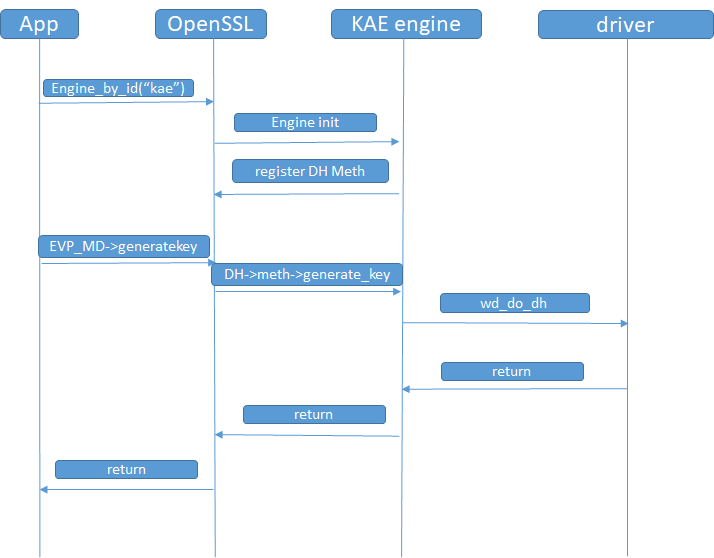 App
OpenSSL
KAE engine
driver
Engine_by_id(“kae”)
Engine init
register DH Meth
EVP_MD->generatekey
DH->meth->generate_key
wd_do_dh
return
return
return